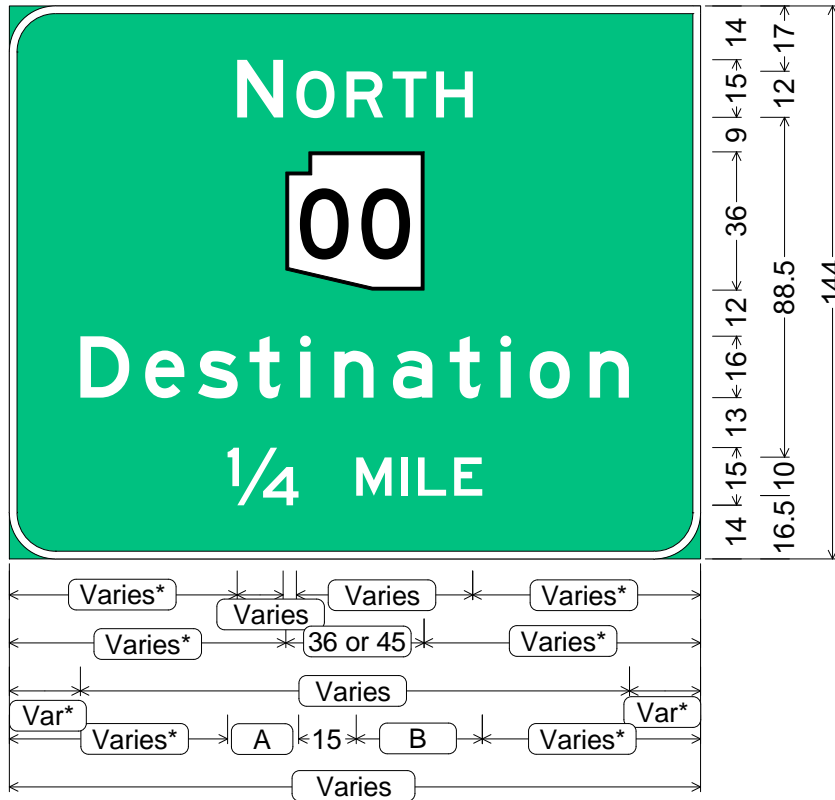 NORTH
00
Destination
1/4 MILE
14
15
9
36
12
16
13
15
14
17
12
88.5
10
16.5
144
Varies*
Varies
Varies
Varies*
Varies*
36 or 45
Varies*
Var*
Varies
Var*
Varies*
A
15
B
Varies*
Varies